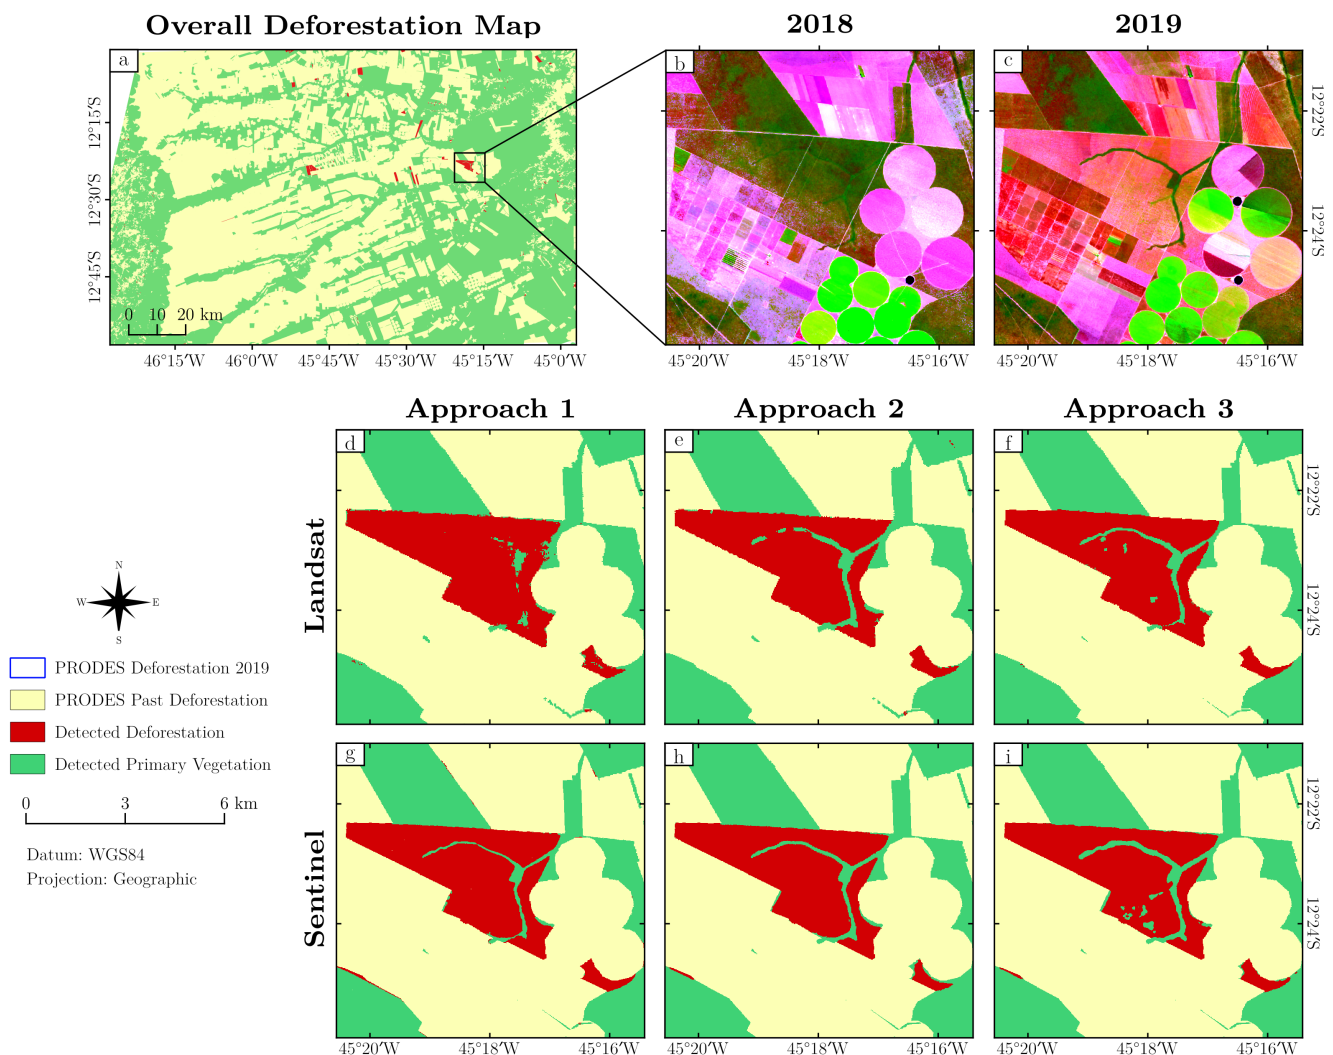 Overall Deforestation Map
2018
2019
a
b
c
12°15′S
12°30′S
12°45′S
0 10 20 km
46°15′W 46°0′W 45°45′W 45°30′W 45°15′W 45°0′W
45°20′W 45°18′W 45°16′W
45°20′W 45°18′W 45°16′W
12°22′S
12°24′S
Approach 1
Approach 2
Approach 3
Landsat
d
e
f
12°22′S
12°24′S
N
W E
S
PRODES Deforestation 2019
PRODES Past Deforestation
Detected Deforestation
Detected Primary Vegetation
0 3 6 km
Datum: WGS84
Projection: Geographic
Sentinel
g
h
i
12°22′S
12°24′S
45°20′W 45°18′W 45°16′W
45°20′W 45°18′W 45°16′W
45°20′W 45°18′W 45°16′W